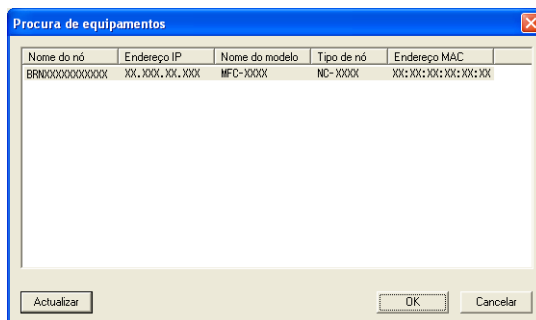 Procura de equipamentos
Nome do nó Endereço IP Nome do modelo Tipo de nó Endereço MAC
BRNXXXXXXXXXXXX XX.XXX.XX.XXX MFC-XXXX NC-XXXX XX:XX:XX:XX:XX:XX
Actualizar OK Cancelar